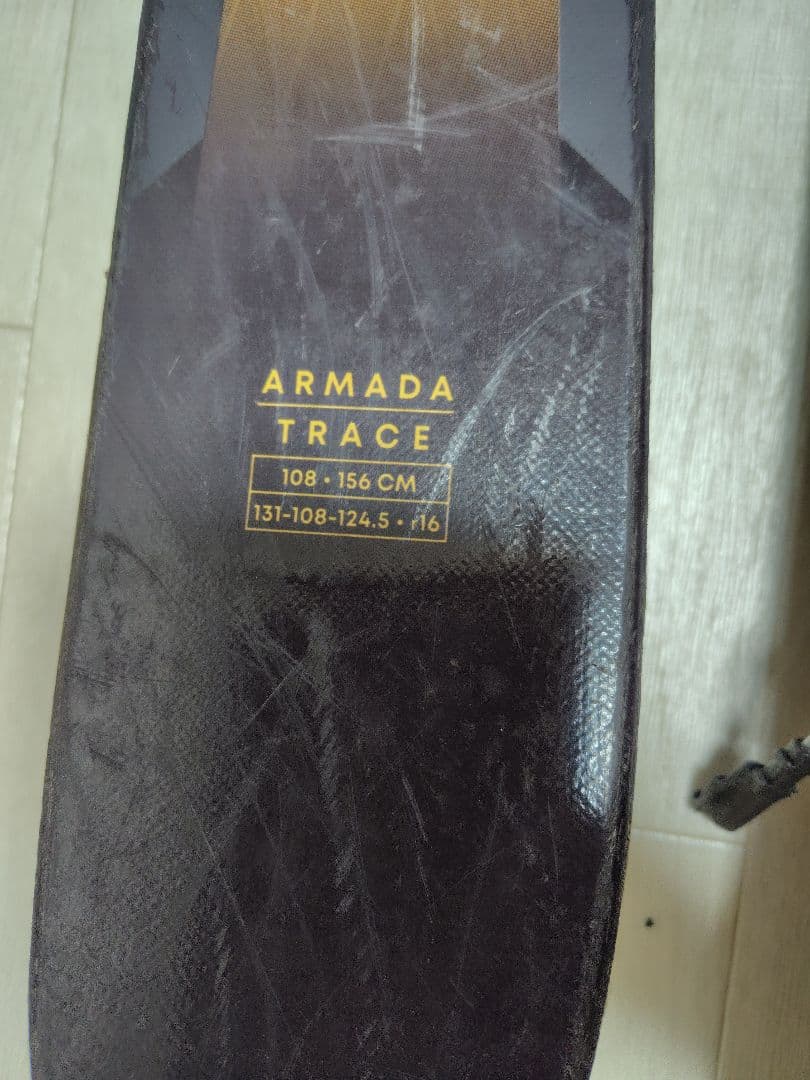 ARMADA
TRACE
108 • 156 CM
131-108-124.5 • r16